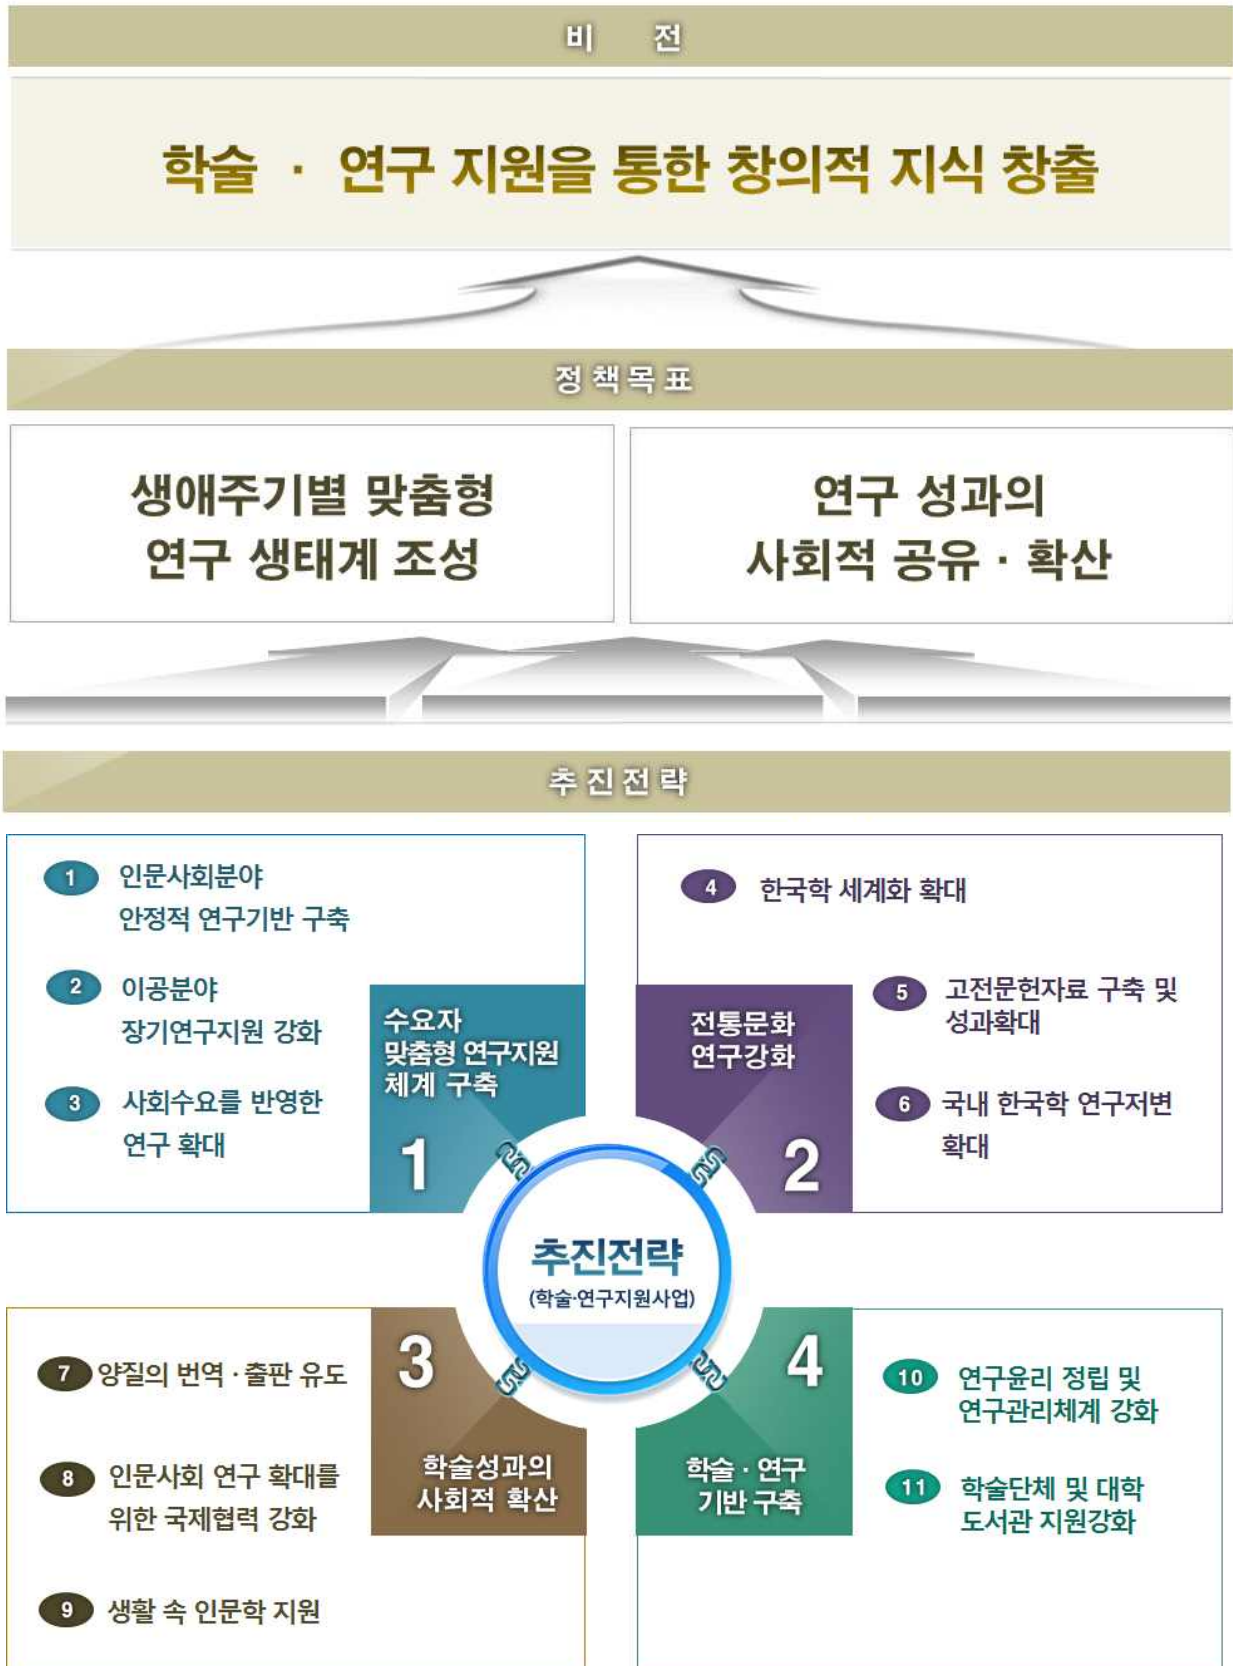 비 전
학술 · 연구 지원을 통한 창의적 지식 창출
정책목표
생애주기별 맞춤형
연구 생태계 조성
연구 성과의
사회적 공유 · 확산
추진전략
1 인문사회분야
안정적 연구기반 구축
2 이공분야
장기연구지원 강화
3 사회수요를 반영한
연구 확대
수요자
맞춤형 연구지원
체계 구축
1
4 한국학 세계화 확대
5 고전문헌자료 구축 및
성과확대
6 국내 한국학 연구저변
확대
전통문화
연구강화
2
추진전략
(학술·연구지원사업)
7 양질의 번역 · 출판 유도
8 인문사회 연구 확대를
위한 국제협력 강화
9 생활 속 인문학 지원
3
학술성과의
사회적 확산
4
학술 · 연구
기반 구축
10 연구윤리 정립 및
연구관리체계 강화
11 학술단체 및 대학
도서관 지원강화